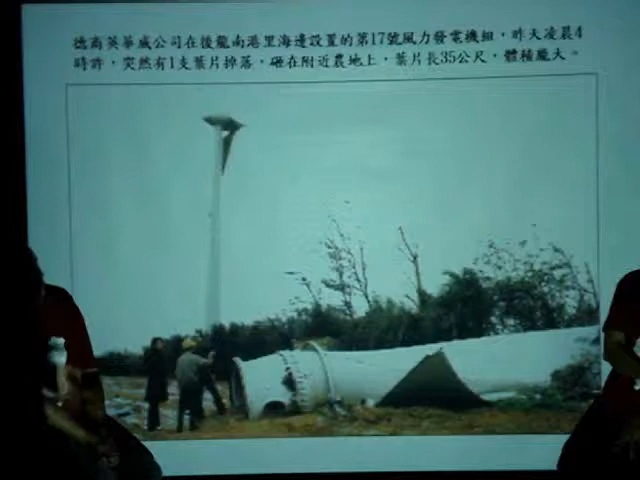 德商英華威公司在後龍南港里海邊設置的第17號風力發電機組，昨天凌晨4
時許，突然有1支葉片掉落，砸在附近農地上，葉片長35公尺，體積龐大。